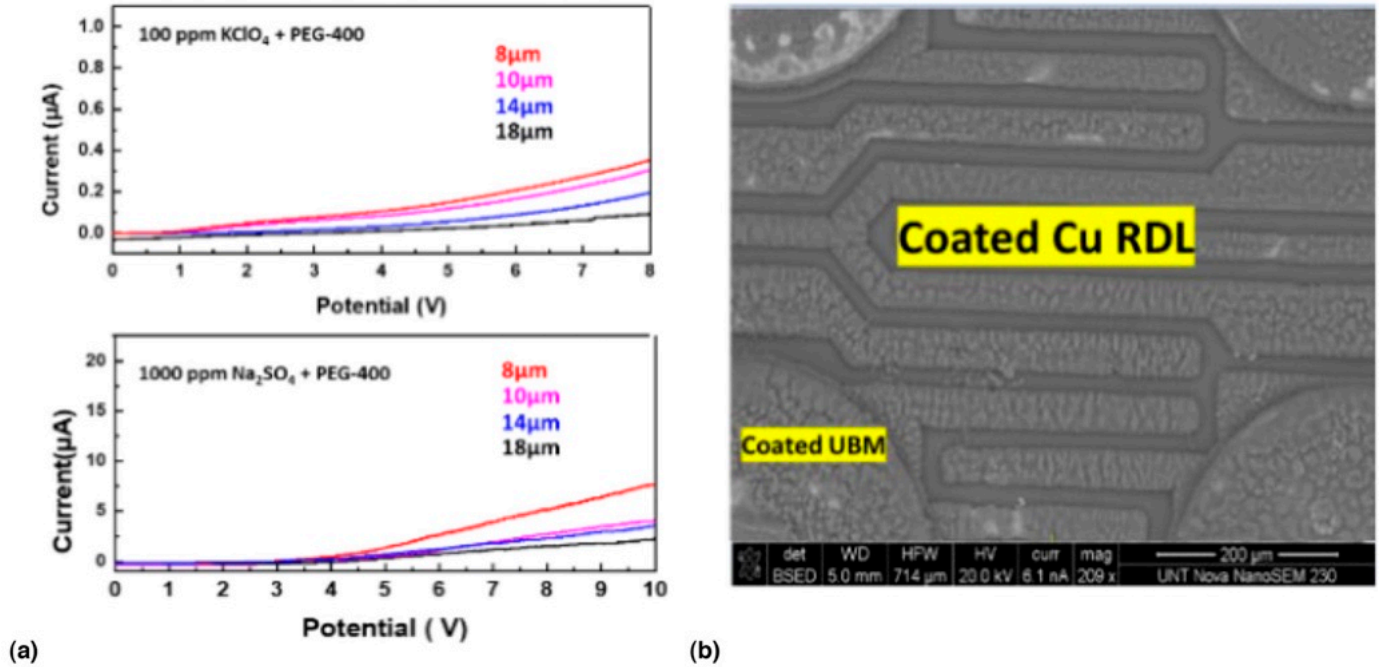 100 ppm KClO4 + PEG-400
8μm
10μm
14μm
18μm
Current (μA)
1.0
0.8
0.6
0.4
0.2
0.0
0 1 2 3 4 5 6 7 8
Potential (V)
1000 ppm Na2SO4 + PEG-400
8μm
10μm
14μm
18μm
Current(μA)
20
15
10
5
0
0 1 2 3 4 5 6 7 8 9 10
Potential ( V)
(a)
Coated Cu RDL
Coated UBM
det WD HFW HV curr mag 200 μm
BSED 5.0 mm 714 μm 20.0 kV 6.1 nA 209 x UNT Nova NanoSEM 230
(b)